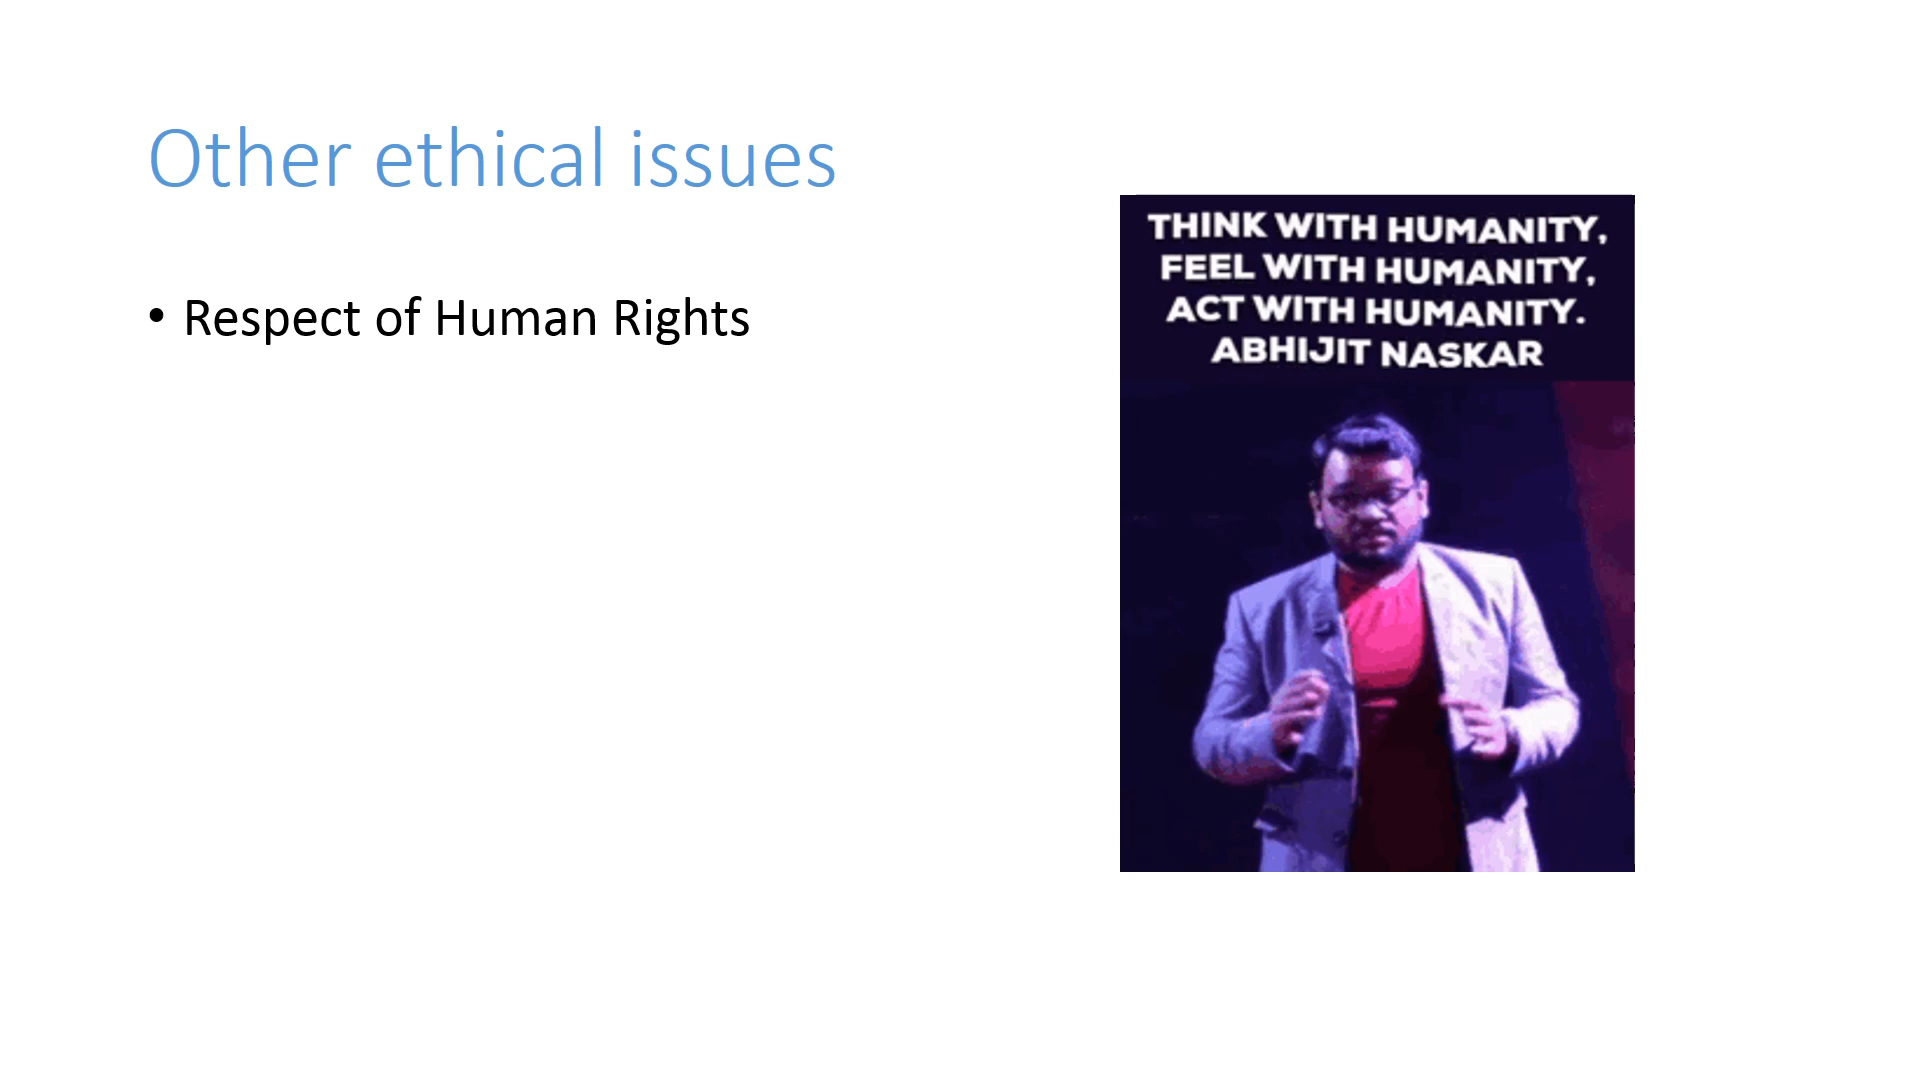 Other ethical issues
• Respect of Human Rights
THINK WITH HUMANITY,
FEEL WITH HUMANITY,
ACT WITH HUMANITY.
ABHIJIT NASKAR